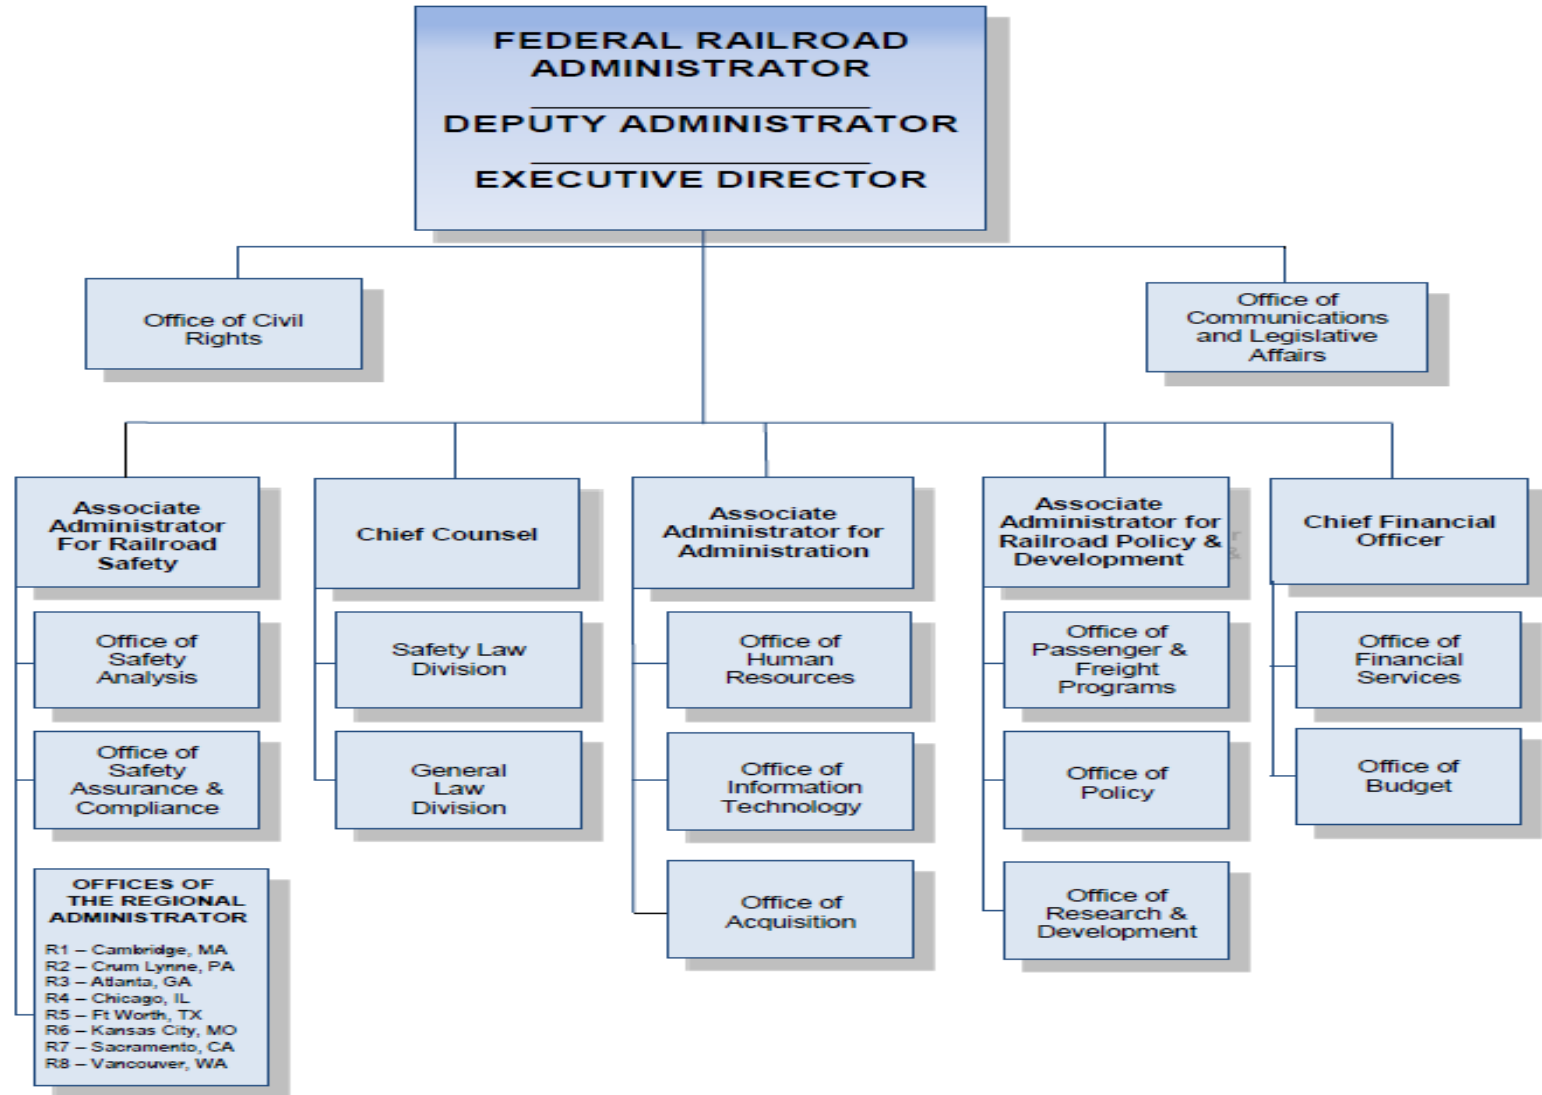 FEDERAL RAILROAD
ADMINISTRATOR
DEPUTY ADMINISTRATOR
EXECUTIVE DIRECTOR
Office of Civil
Rights
Office of
Communications
and Legislative
Affairs
Associate
Administrator
For Railroad
Safety
Chief Counsel
Associate
Administrator for
Administration
Associate
Administrator for
Railroad Policy &
Development
Chief Financial
Officer
Office of
Safety
Analysis
Safety Law
Division
Office of
Human
Resources
Office of
Passenger &
Freight
Programs
Office of
Financial
Services
Office of
Safety
Assurance &
Compliance
General
Law
Division
Office of
Information
Technology
Office of
Policy
Office of
Budget
OFFICES OF
THE REGIONAL
ADMINISTRATOR
R1 – Cambridge, MA
R2 – Crum Lynne, PA
R3 – Atlanta, GA
R4 – Chicago, IL
R5 – Ft Worth, TX
R6 – Kansas City, MO
R7 – Sacramento, CA
R8 – Vancouver, WA
Office of
Acquisition
Office of
Research &
Development